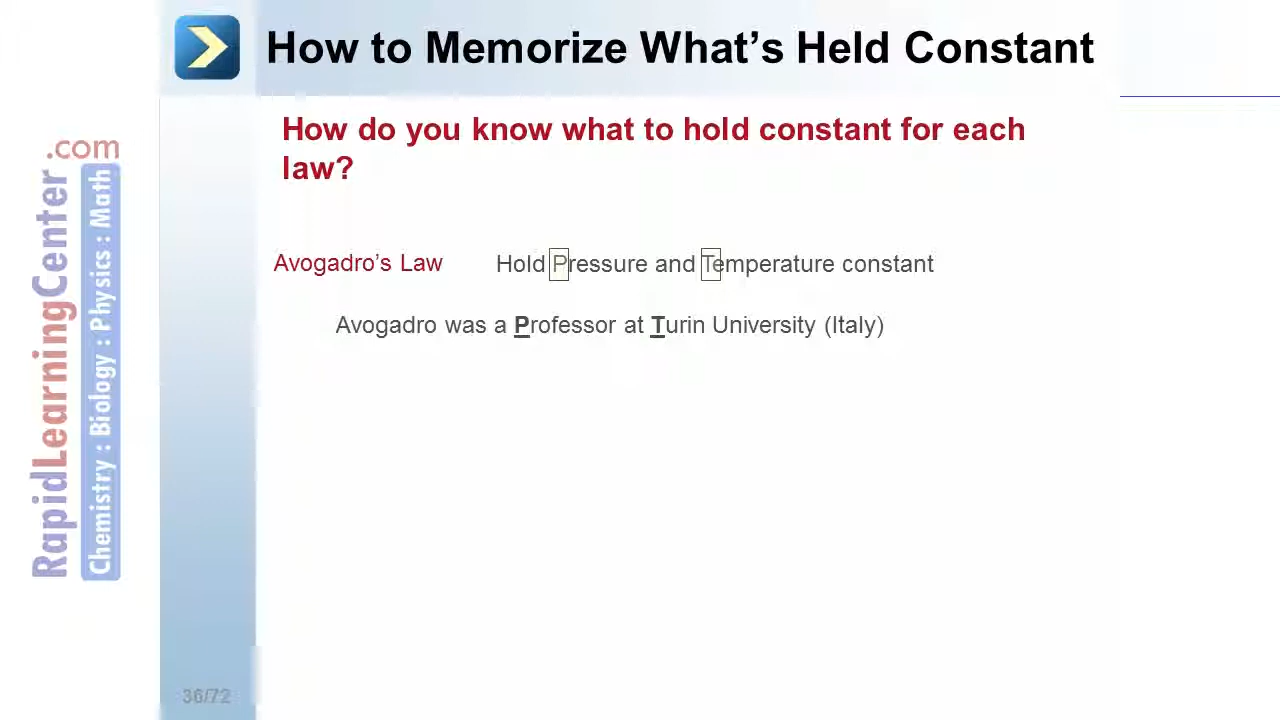 How to Memorize What's Held Constant
How do you know what to hold constant for each
law?
Avogadro's Law Hold Pressure and Temperature constant
Avogadro was a Professor at Turin University (Italy)
RapidLearningCenter.com
Chemistry : Biology : Physics : Math
36/72